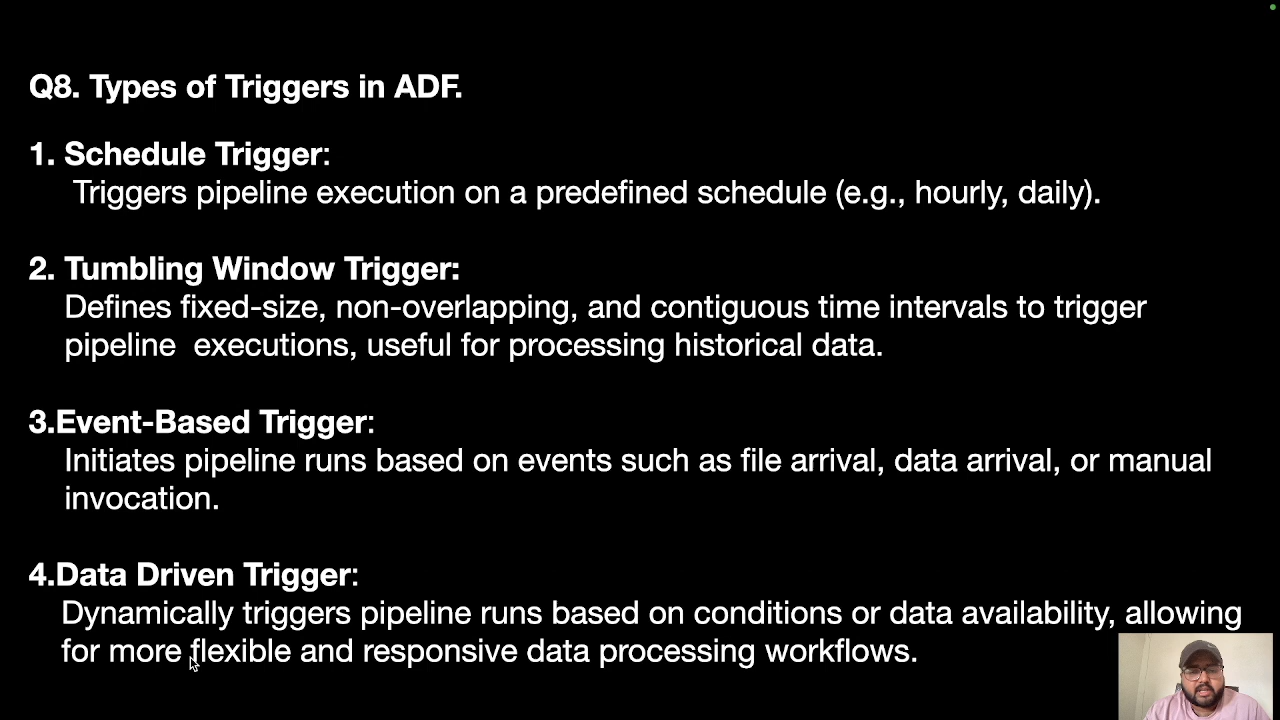 Q8. Types of Triggers in ADF.
1. Schedule Trigger:
Triggers pipeline execution on a predefined schedule (e.g., hourly, daily).
2. Tumbling Window Trigger:
Defines fixed-size, non-overlapping, and contiguous time intervals to trigger
pipeline  executions, useful for processing historical data.
3.Event-Based Trigger:
Initiates pipeline runs based on events such as file arrival, data arrival, or manual
invocation.
4.Data Driven Trigger:
Dynamically triggers pipeline runs based on conditions or data availability, allowing
for more flexible and responsive data processing workflows.